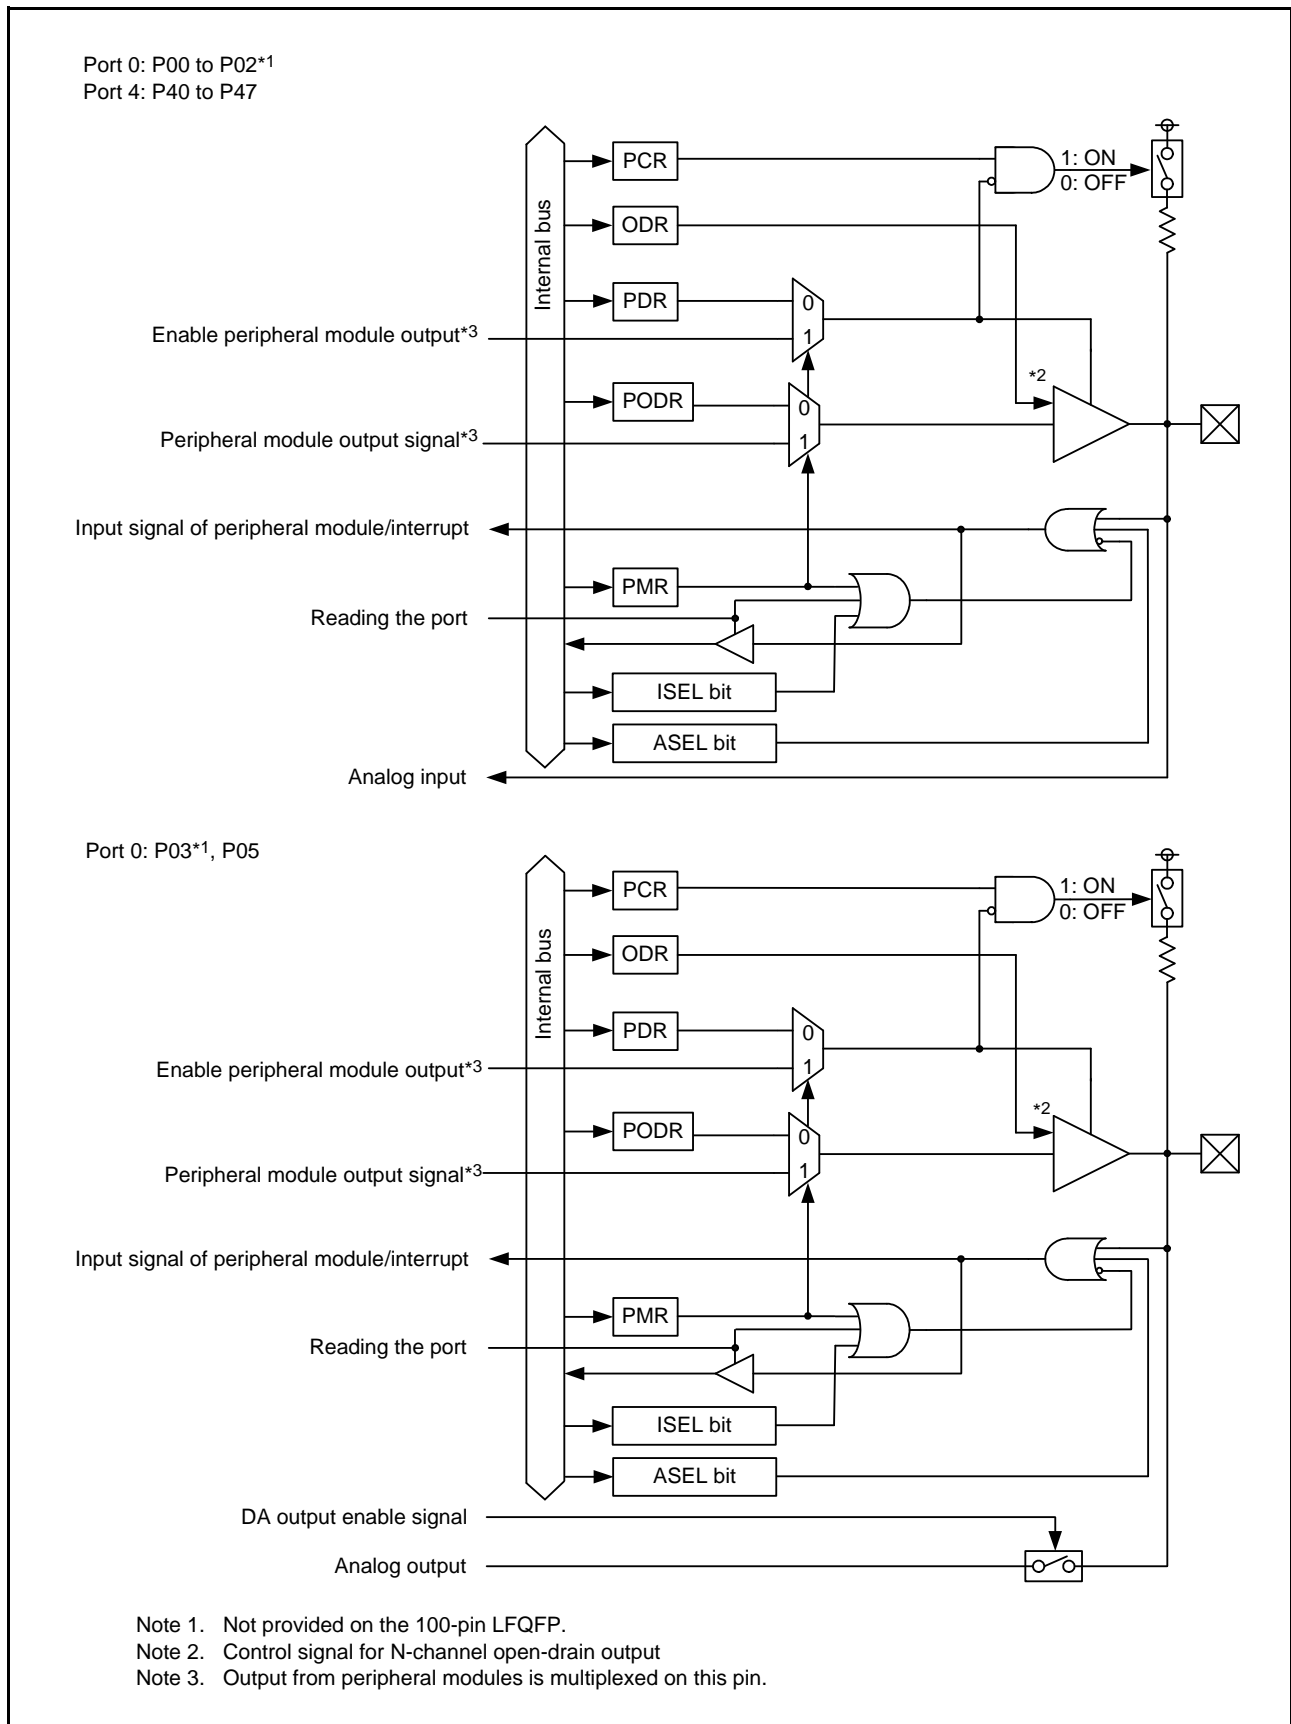 Port 0: P00 to P02*1
Port 4: P40 to P47
Internal bus
PCR
1: ON
0: OFF
ODR
PDR
0
Enable peripheral module output*3
1
*2
PODR
0
Peripheral module output signal*3
1
Input signal of peripheral module/interrupt
PMR
Reading the port
ISEL bit
ASEL bit
Analog input
Port 0: P03*1, P05
Internal bus
PCR
1: ON
0: OFF
ODR
PDR
0
Enable peripheral module output*3
1
*2
PODR
0
Peripheral module output signal*3
1
Input signal of peripheral module/interrupt
PMR
Reading the port
ISEL bit
ASEL bit
DA output enable signal
Analog output
Note 1. Not provided on the 100-pin LFQFP.
Note 2. Control signal for N-channel open-drain output
Note 3. Output from peripheral modules is multiplexed on this pin.